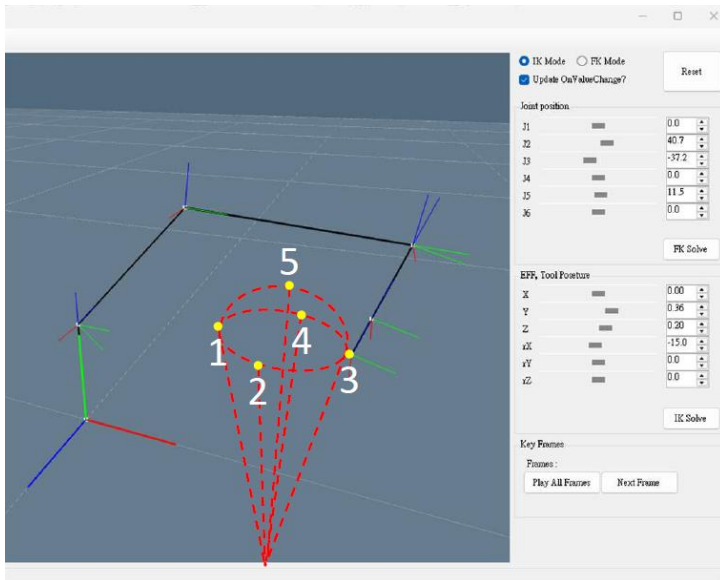 IK Mode FK Mode
Reset
Update OnValueChange?
Joint position
J1 0.0
J2 40.7
J3 -37.2
J4 0.0
J5 11.5
J6 0.0
FK Solve
EFF, Tool Posture
X 0.00
Y 0.36
Z 0.20
rX -15.0
rY 0.0
rZ 0.0
IK Solve
Key Frames
Frames :
Play All Frames Next Frame
5
4
1
2
3